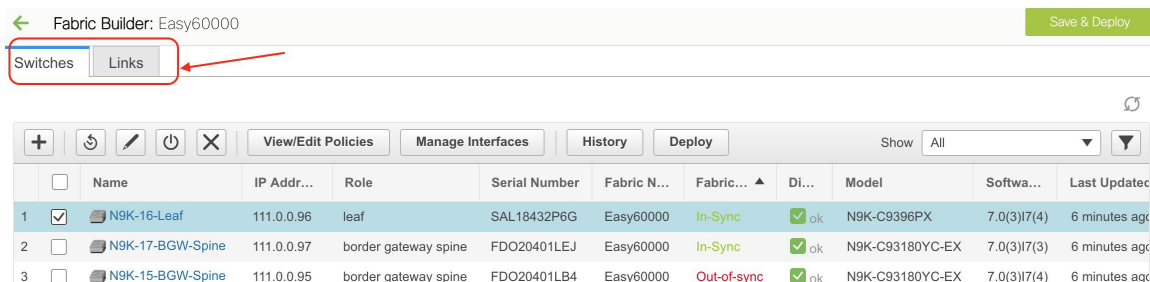 Fabric Builder: Easy60000
Save & Deploy
Switches Links
View/Edit Policies Manage Interfaces History Deploy Show All
Name IP Addr... Role Serial Number Fabric N... Fabric... Di... Model Softwa... Last Updated
1 N9K-16-Leaf 111.0.0.96 leaf SAL18432P6G Easy60000 In-Sync ok N9K-C9396PX 7.0(3)I7(4) 6 minutes ago
2 N9K-17-BGW-Spine 111.0.0.97 border gateway spine FDO20401LEJ Easy60000 In-Sync ok N9K-C93180YC-EX 7.0(3)I7(4) 6 minutes ago
3 N9K-15-BGW-Spine 111.0.0.95 border gateway spine FDO20401LB4 Easy60000 Out-of-sync ok N9K-C93180YC-EX 7.0(3)I7(4) 6 minutes ago